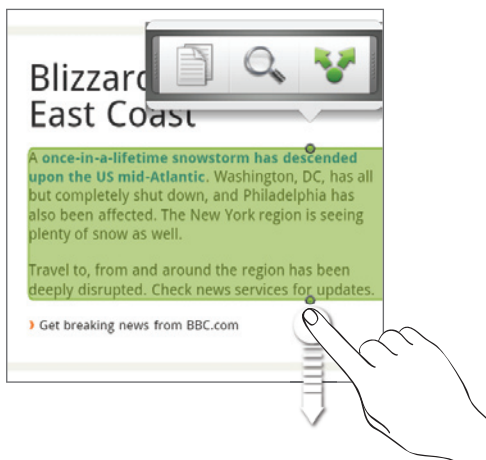 Blizzard
East Coast
A once-in-a-lifetime snowstorm has descended
upon the US mid-Atlantic. Washington, DC, has all
but completely shut down, and Philadelphia has
also been affected. The New York region is seeing
plenty of snow as well.
Travel to, from and around the region has been
deeply disrupted. Check news services for updates.
› Get breaking news from BBC.com